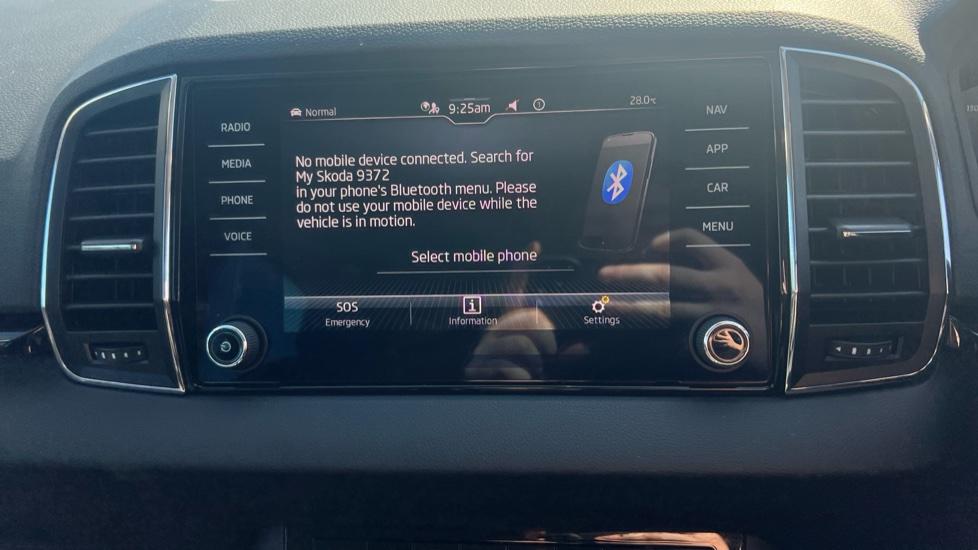 Normal 9:25am 28.0°C
RADIO
MEDIA
PHONE
VOICE
No mobile device connected. Search for
My Skoda 9372
in your phone's Bluetooth menu. Please
do not use your mobile device while the
vehicle is in motion.
Select mobile phone
SOS
Emergency
Information
Settings
NAV
APP
CAR
MENU